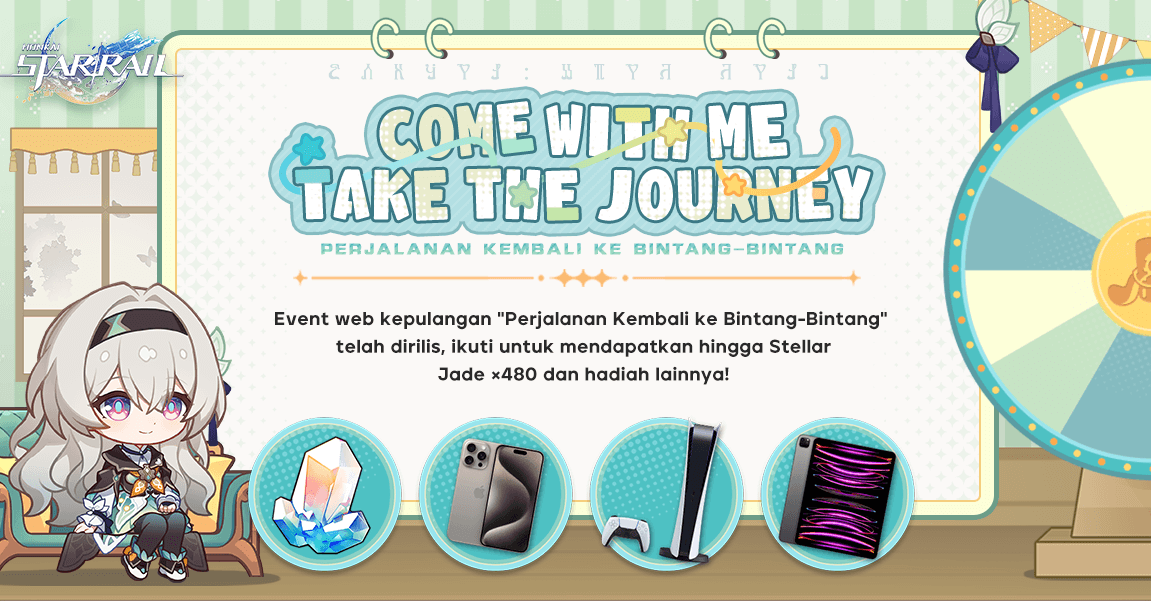 HONKAI
STAR RAIL
COME WITH ME
TAKE THE JOURNEY
PERJALANAN KEMBALI KE BINTANG-BINTANG
Event web kepulangan "Perjalanan Kembali ke Bintang-Bintang"
telah dirilis, ikuti untuk mendapatkan hingga Stellar
Jade ×480 dan hadiah lainnya!